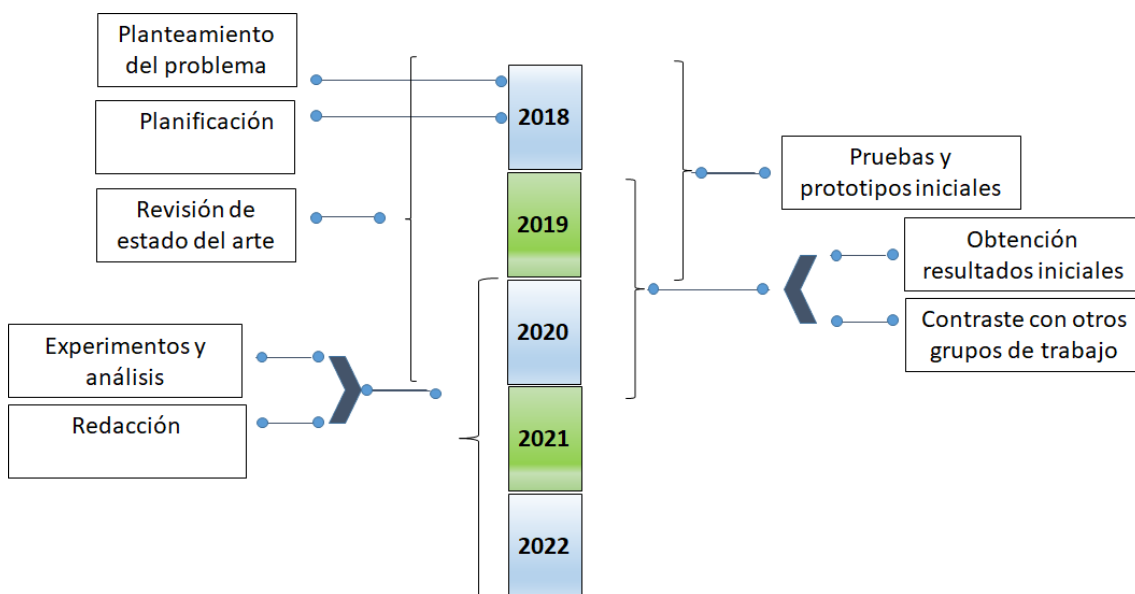 Planteamiento
del problema
Planificación
Revisión de
estado del arte
Experimentos y
análisis
Redacción
2018
2019
2020
2021
2022
Pruebas y
prototipos iniciales
Obtención
resultados iniciales
Contraste con otros
grupos de trabajo